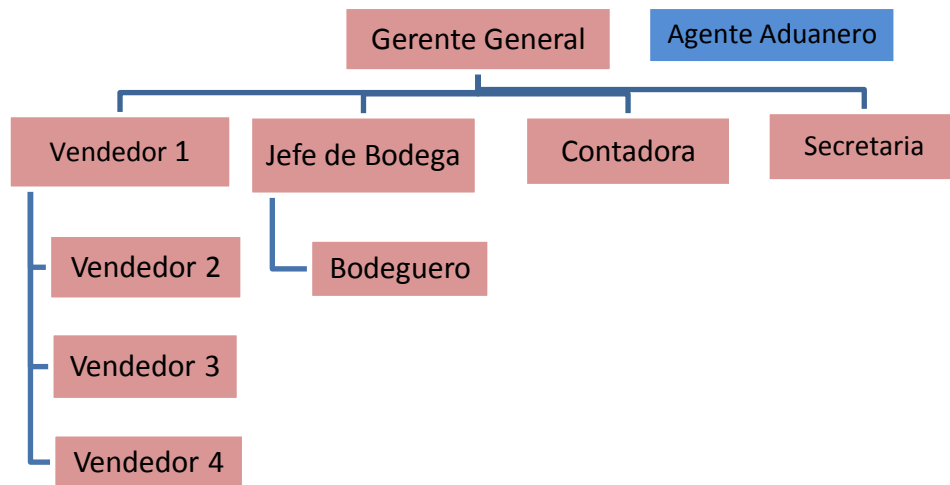 Gerente General
Agente Aduanero
Vendedor 1
Jefe de Bodega
Contadora
Secretaria
Vendedor 2
Bodeguero
Vendedor 3
Vendedor 4